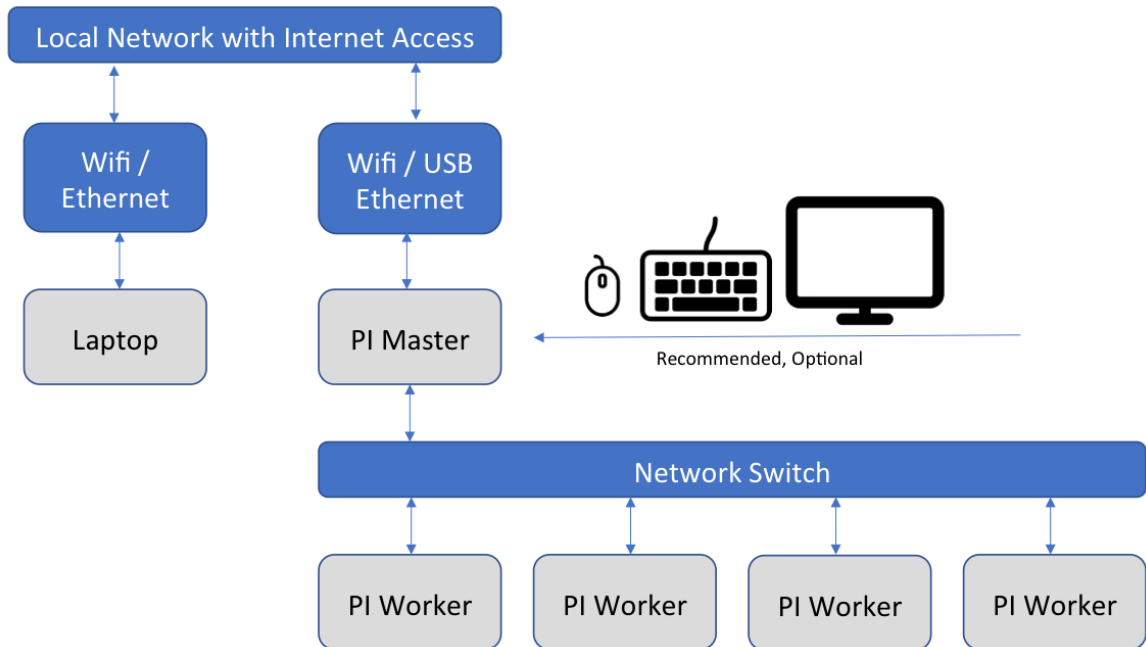 Local Network with Internet Access
Wifi /
Ethernet
Wifi / USB
Ethernet
Laptop
PI Master
Recommended, Optional
Network Switch
PI Worker
PI Worker
PI Worker
PI Worker